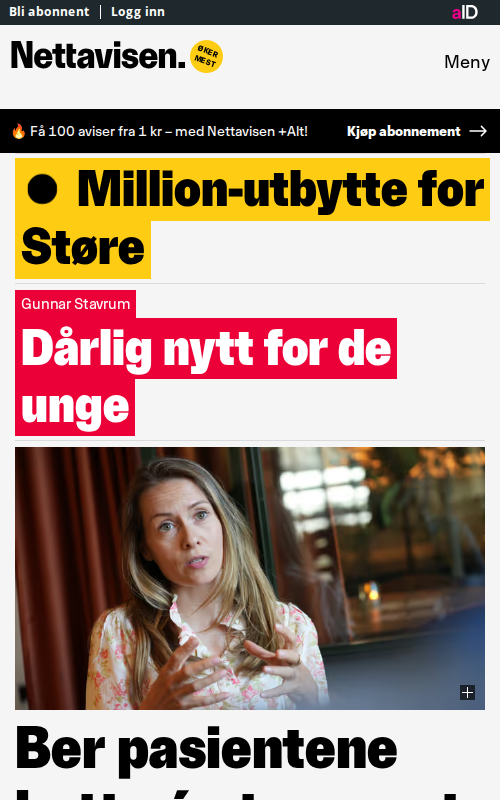 Bli abonnent | Logg inn
aID
Nettavisen.
ØKER
MEST
Meny
🔥 Få 100 aviser fra 1 kr – med Nettavisen +Alt!
Kjøp abonnement →
Million-utbytte for
Støre
Gunnar Stavrum
Dårlig nytt for de
unge
Ber pasientene